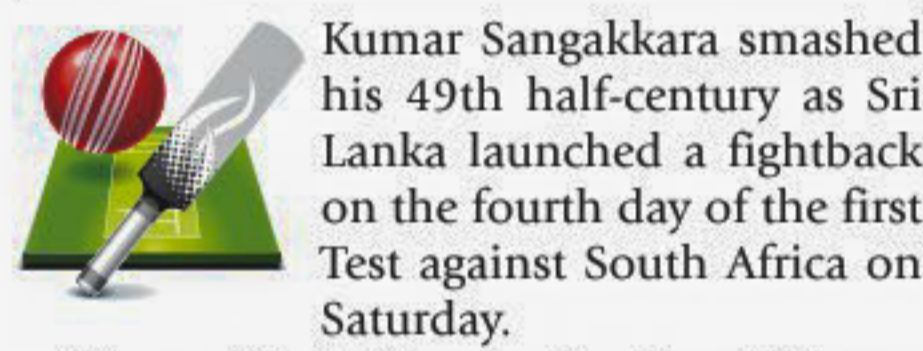 Kumar Sangakkara smashed
his 49th half-century as Sri
Lanka launched a fightback
on the fourth day of the first
Test against South Africa on
Saturday.